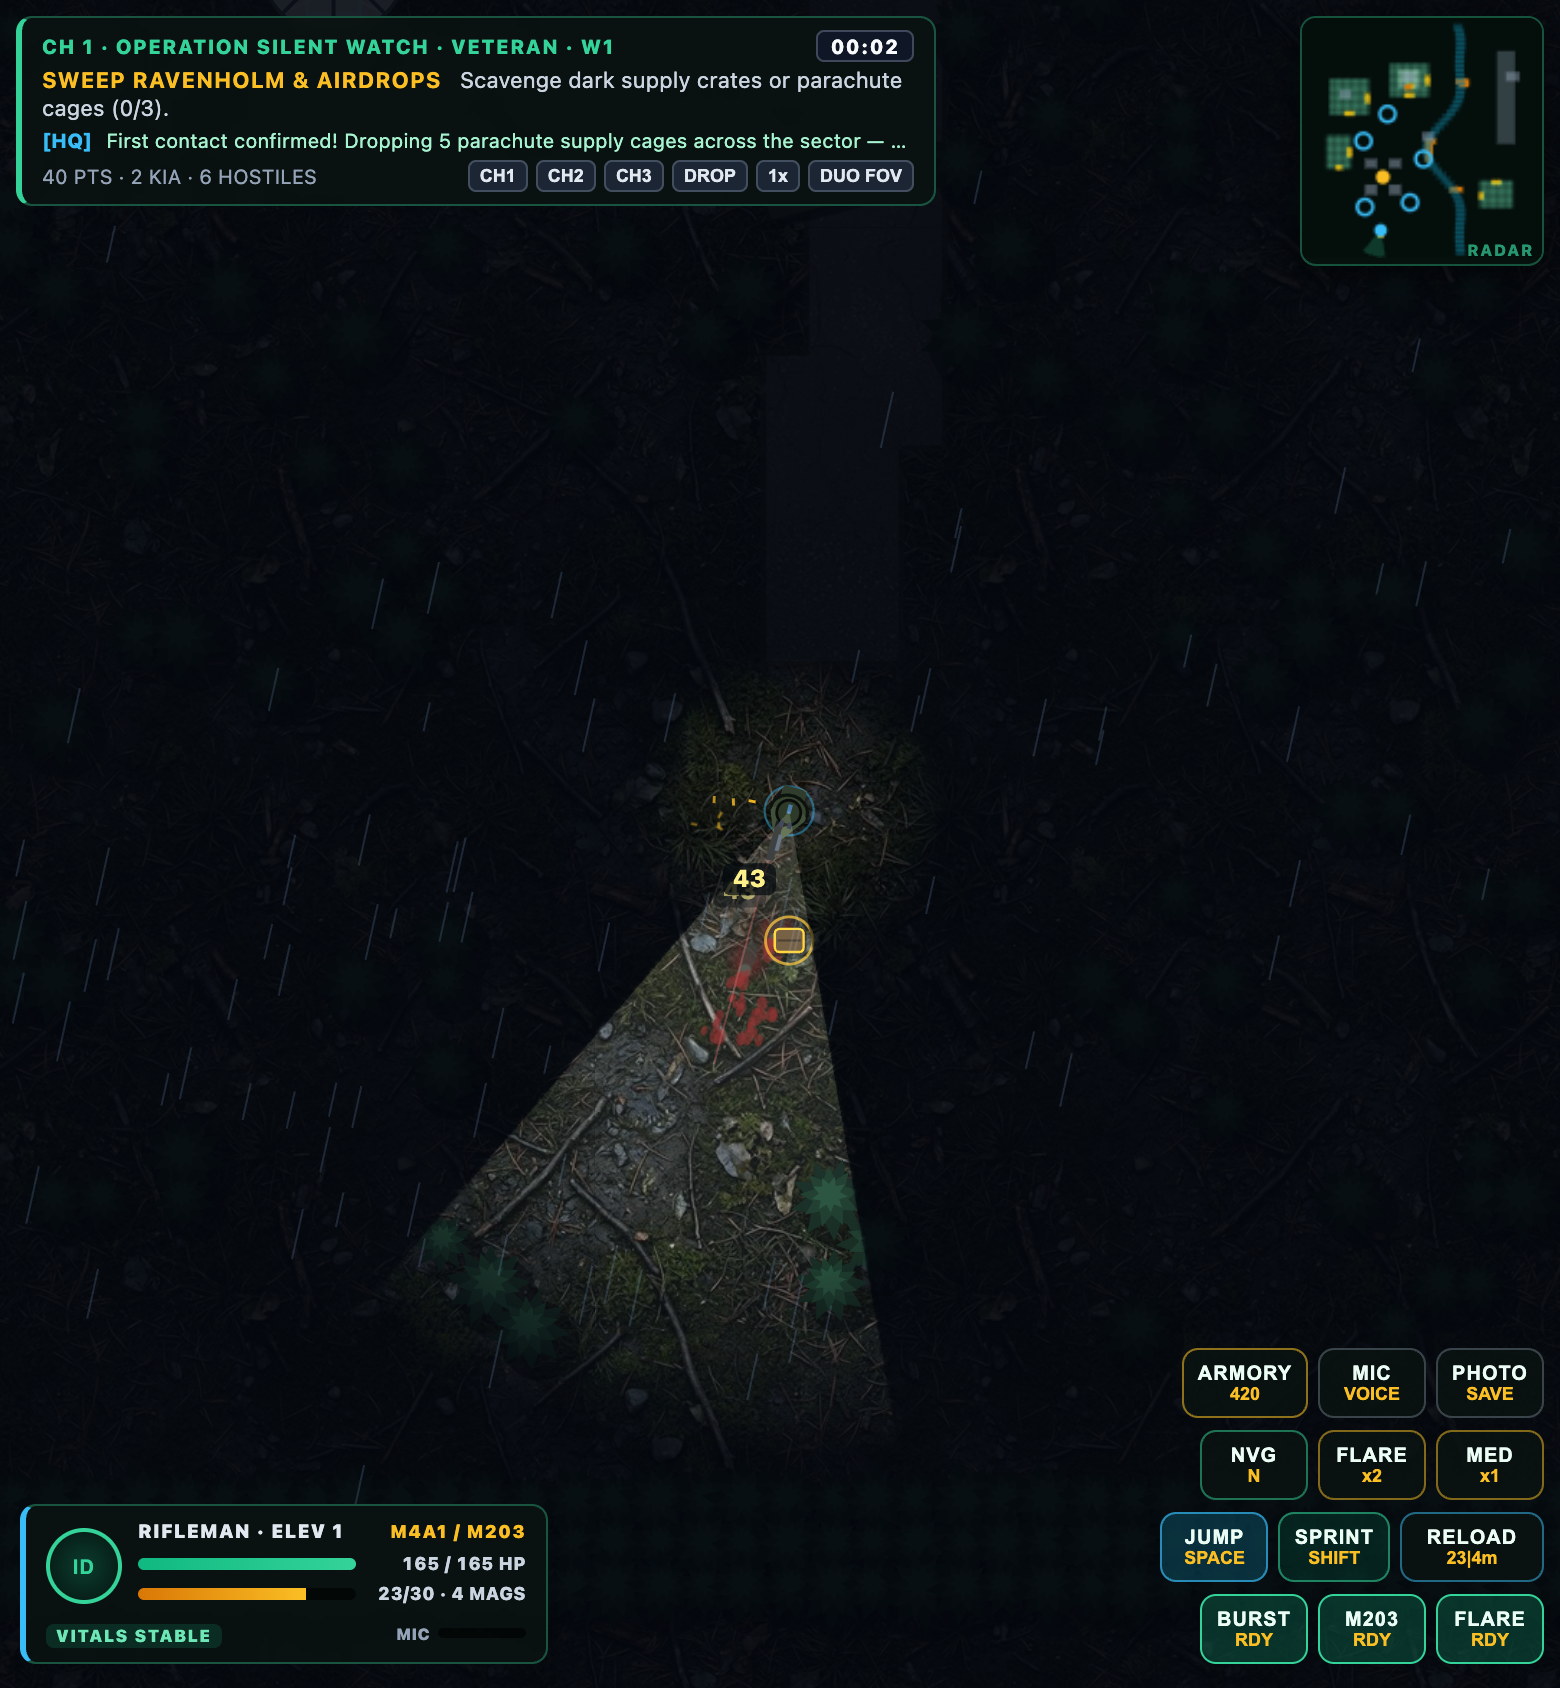 CH 1 · OPERATION SILENT WATCH · VETERAN · W1 00:02
SWEEP RAVENHOLM & AIRDROPS Scavenge dark supply crates or parachute
cages (0/3).
[HQ] First contact confirmed! Dropping 5 parachute supply cages across the sector — ...
40 PTS · 2 KIA · 6 HOSTILES CH1 CH2 CH3 DROP 1x DUO FOV
RADAR
43
ARMORY MIC PHOTO
420 VOICE SAVE
NVG FLARE MED
N x2 x1
JUMP SPRINT RELOAD
SPACE SHIFT 23|4m
BURST M203 FLARE
RDY RDY RDY
RIFLEMAN · ELEV 1 M4A1 / M203
ID 165 / 165 HP
23/30 · 4 MAGS
VITALS STABLE MIC